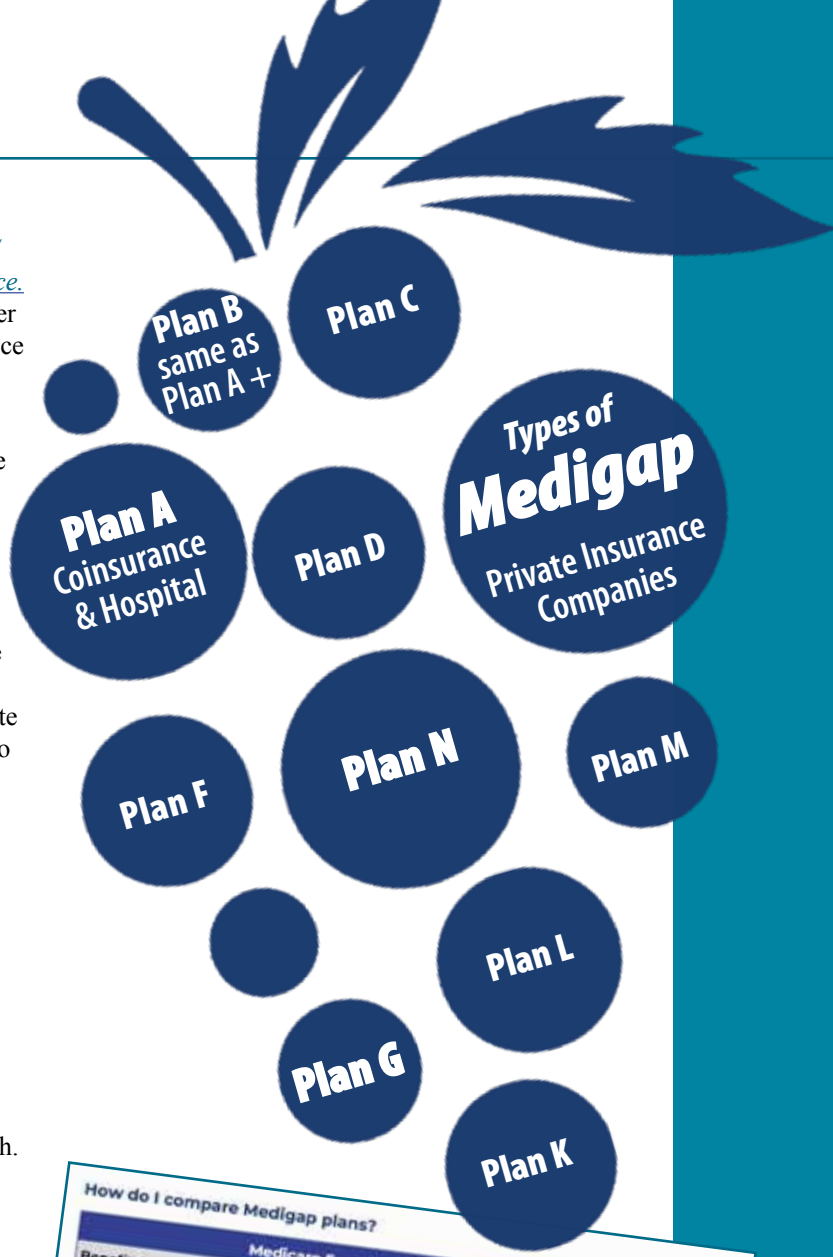 ce.
er
ce
e
e
te
o
h.
Plan B
same as
Plan A +
Plan C
Types of
Medigap
Private Insurance
Companies
Plan A
Coinsurance
& Hospital
Plan D
Plan N
Plan M
Plan F
Plan L
Plan G
Plan K
How do I compare Medigap plans?